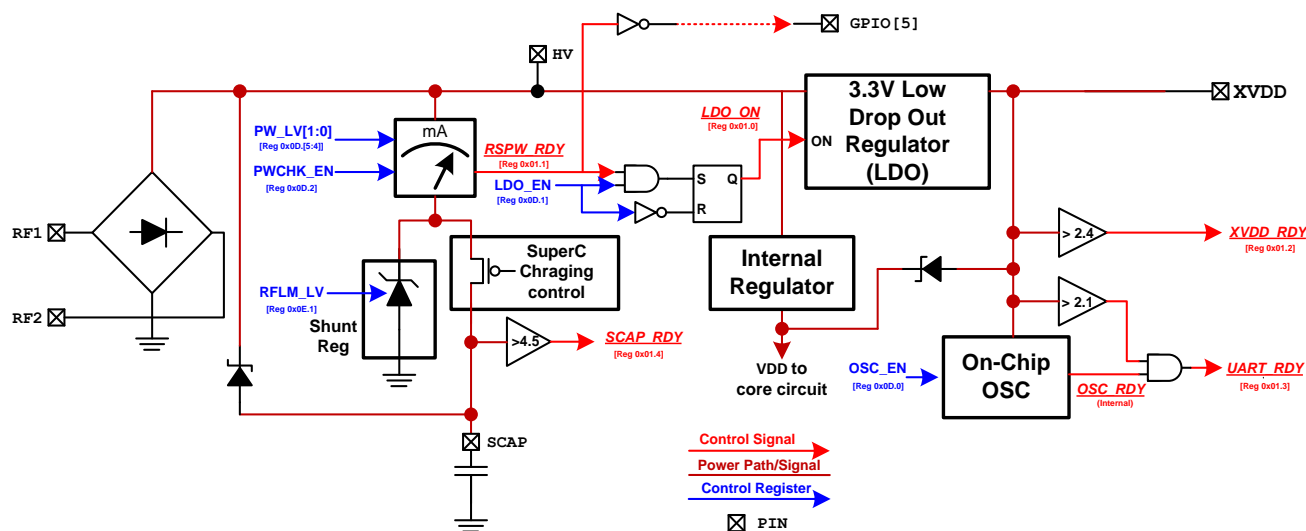 GPIO[5]
HV
XVDD
PW_LV[1:0]
[Reg 0x0D.[5:4]]
PWCHK_EN
[Reg 0x0D.2]
mA
RSPW_RDY
[Reg 0x01.1]
LDO_EN
[Reg 0x0D.1]
S
Q
R
LDO_ON
[Reg 0x01.0]
ON
3.3V Low
Drop Out
Regulator
(LDO)
RF1
RF2
RFLM_LV
[Reg 0x0E.1]
Shunt
Reg
SuperC
Chraging
control
>4.5
SCAP_RDY
[Reg 0x01.4]
Internal
Regulator
VDD to
core circuit
> 2.4
XVDD_RDY
[Reg 0x01.2]
> 2.1
OSC_EN
[Reg 0x0D.0]
On-Chip
OSC
OSC_RDY
(Internal)
UART_RDY
[Reg 0x01.3]
SCAP
Control Signal
Power Path/Signal
Control Register
PIN